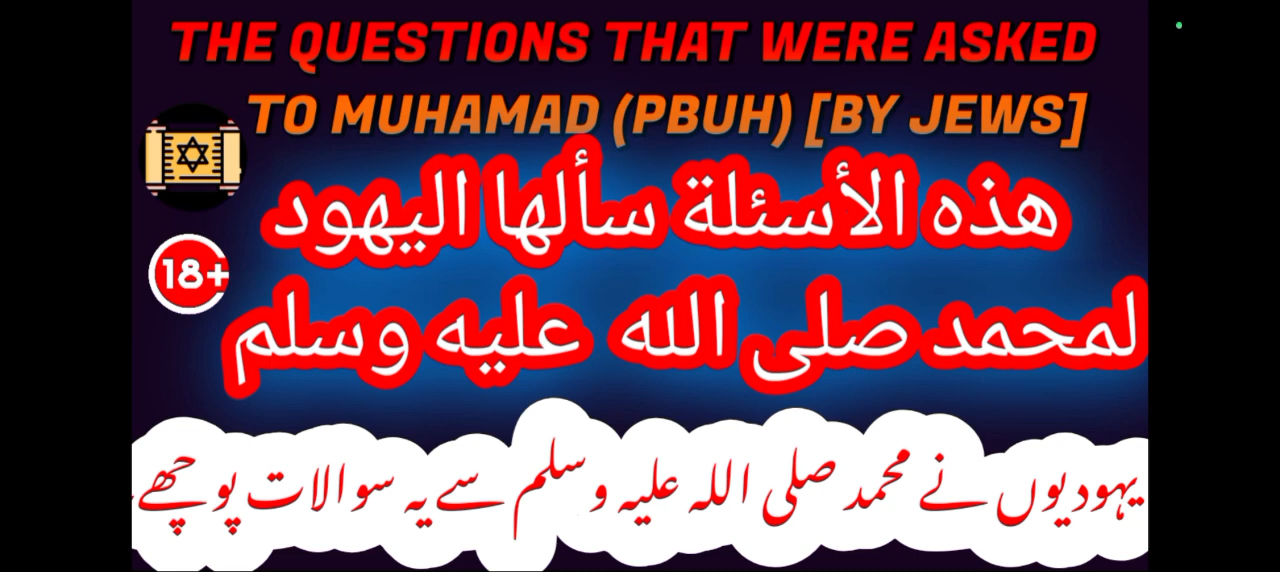 THE QUESTIONS THAT WERE ASKED
TO MUHAMAD (PBUH) [BY JEWS]
هذه الأسئلة سألها اليهود
18+
لمحمد صلى الله عليه وسلم
یہودیوں نے محمد صلی اللہ علیہ وسلم سے یہ سوالات پوچھے۔